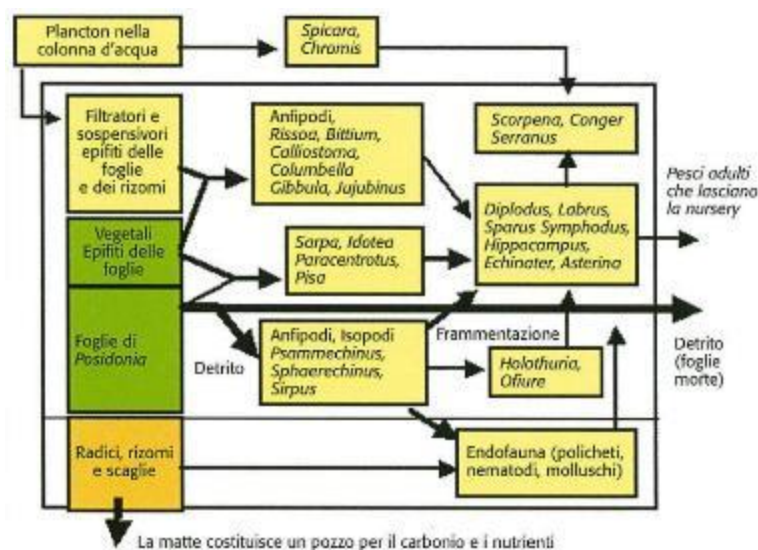 Plancton nella
colonna d'acqua
Spicara,
Chromis
Filtratori e
sospensivori
epifiti delle
foglie
e dei rizomi
Anfipodi,
Rissoa, Bittium,
Calliostoma,
Columbella
Gibbula, Jujubinus
Scorpena, Conger
Serranus
Pesci adulti
che lasciano
la nursery
Diplodus, Labrus,
Sparus Symphodus,
Hippocampus,
Echinater, Asterina
Vegetali
Epifiti delle
foglie
Sarpa, Idotea
Paracentrotus,
Pisa
Foglie di
Posidonia
Detrito
Anfipodi, Isopodi
Psammechinus,
Sphaerechinus,
Sirpus
Frammentazione
Holothuria,
Ofiure
Detrito
(foglie
morte)
Radici, rizomi
e scaglie
Endofauna (policheti,
nematodi, molluschi)
La matte costituisce un pozzo per il carbonio e i nutrienti